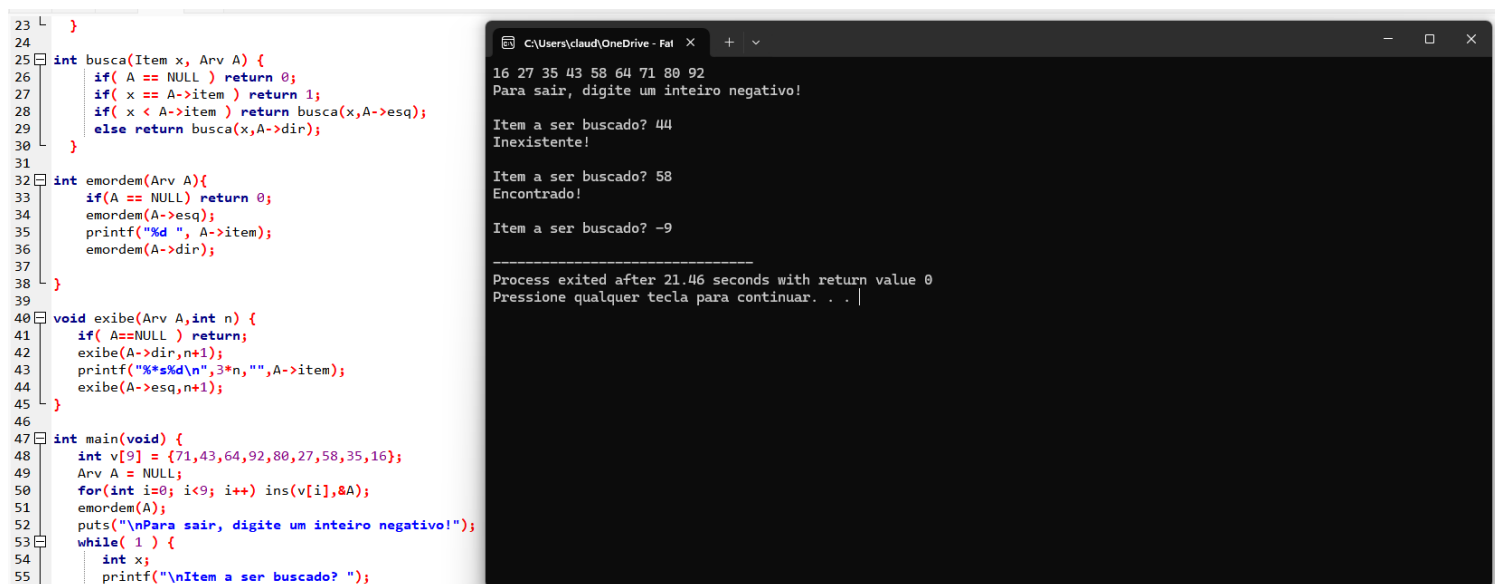 23 }
24
25 int busca(Item x, Arv A) {
26 if( A == NULL ) return 0;
27 if( x == A->item ) return 1;
28 if( x < A->item ) return busca(x,A->esq);
29 else return busca(x,A->dir);
30 }
31
32 int emordem(Arv A){
33 if(A == NULL) return 0;
34 emordem(A->esq);
35 printf("%d ", A->item);
36 emordem(A->dir);
37
38 }
39
40 void exibe(Arv A,int n) {
41 if( A==NULL ) return;
42 exibe(A->dir,n+1);
43 printf("%*s%d\n",3*n,"",A->item);
44 exibe(A->esq,n+1);
45 }
46
47 int main(void) {
48 int v[9] = {71,43,64,92,80,27,58,35,16};
49 Arv A = NULL;
50 for(int i=0; i<9; i++) ins(v[i],&A);
51 emordem(A);
52 puts("\nPara sair, digite um inteiro negativo!");
53 while( 1 ) {
54 int x;
55 printf("\nItem a ser buscado? ");
C:\Users\claud\OneDrive - Fat
16 27 35 43 58 64 71 80 92
Para sair, digite um inteiro negativo!
Item a ser buscado? 44
Inexistente!
Item a ser buscado? 58
Encontrado!
Item a ser buscado? -9
--------------------------------
Process exited after 21.46 seconds with return value 0
Pressione qualquer tecla para continuar. . .